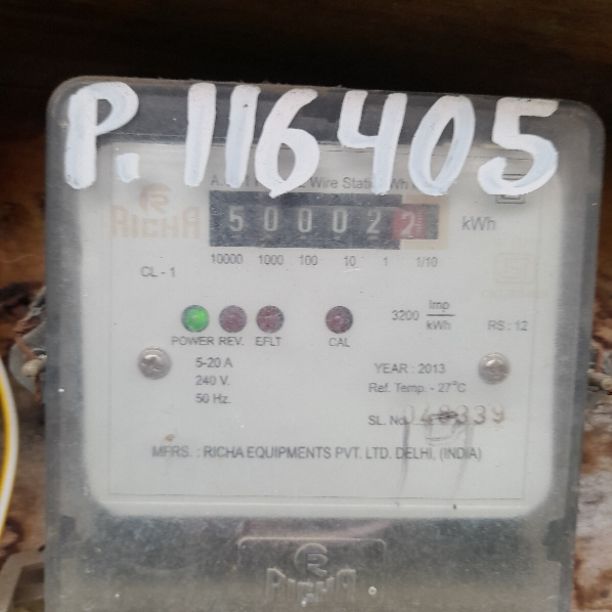 P. 116405
Wire Stati Wh
RICHA
500022
kWh
10000 1000 100 10 1 1/10
CL - 1
3200 Imp/kWh
RS : 12
POWER REV. EFLT CAL
5-20 A
240 V.
50 Hz.
YEAR : 2013
Ref. Temp. - 27°C
SL. No.
MFRS. : RICHA EQUIPMENTS PVT. LTD. DELHI, (INDIA)
RICHA